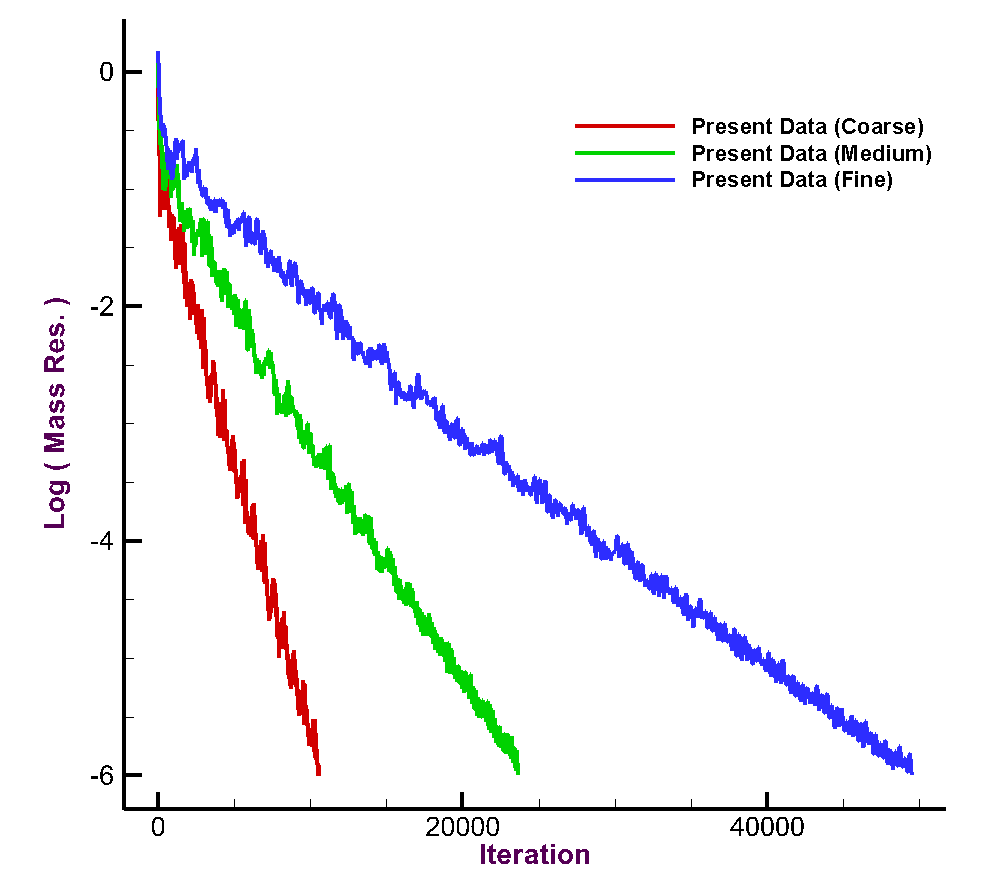 0
Present Data (Coarse)
Present Data (Medium)
Present Data (Fine)
-2
Log ( Mass Res. )
-4
-6
0 20000 40000
Iteration